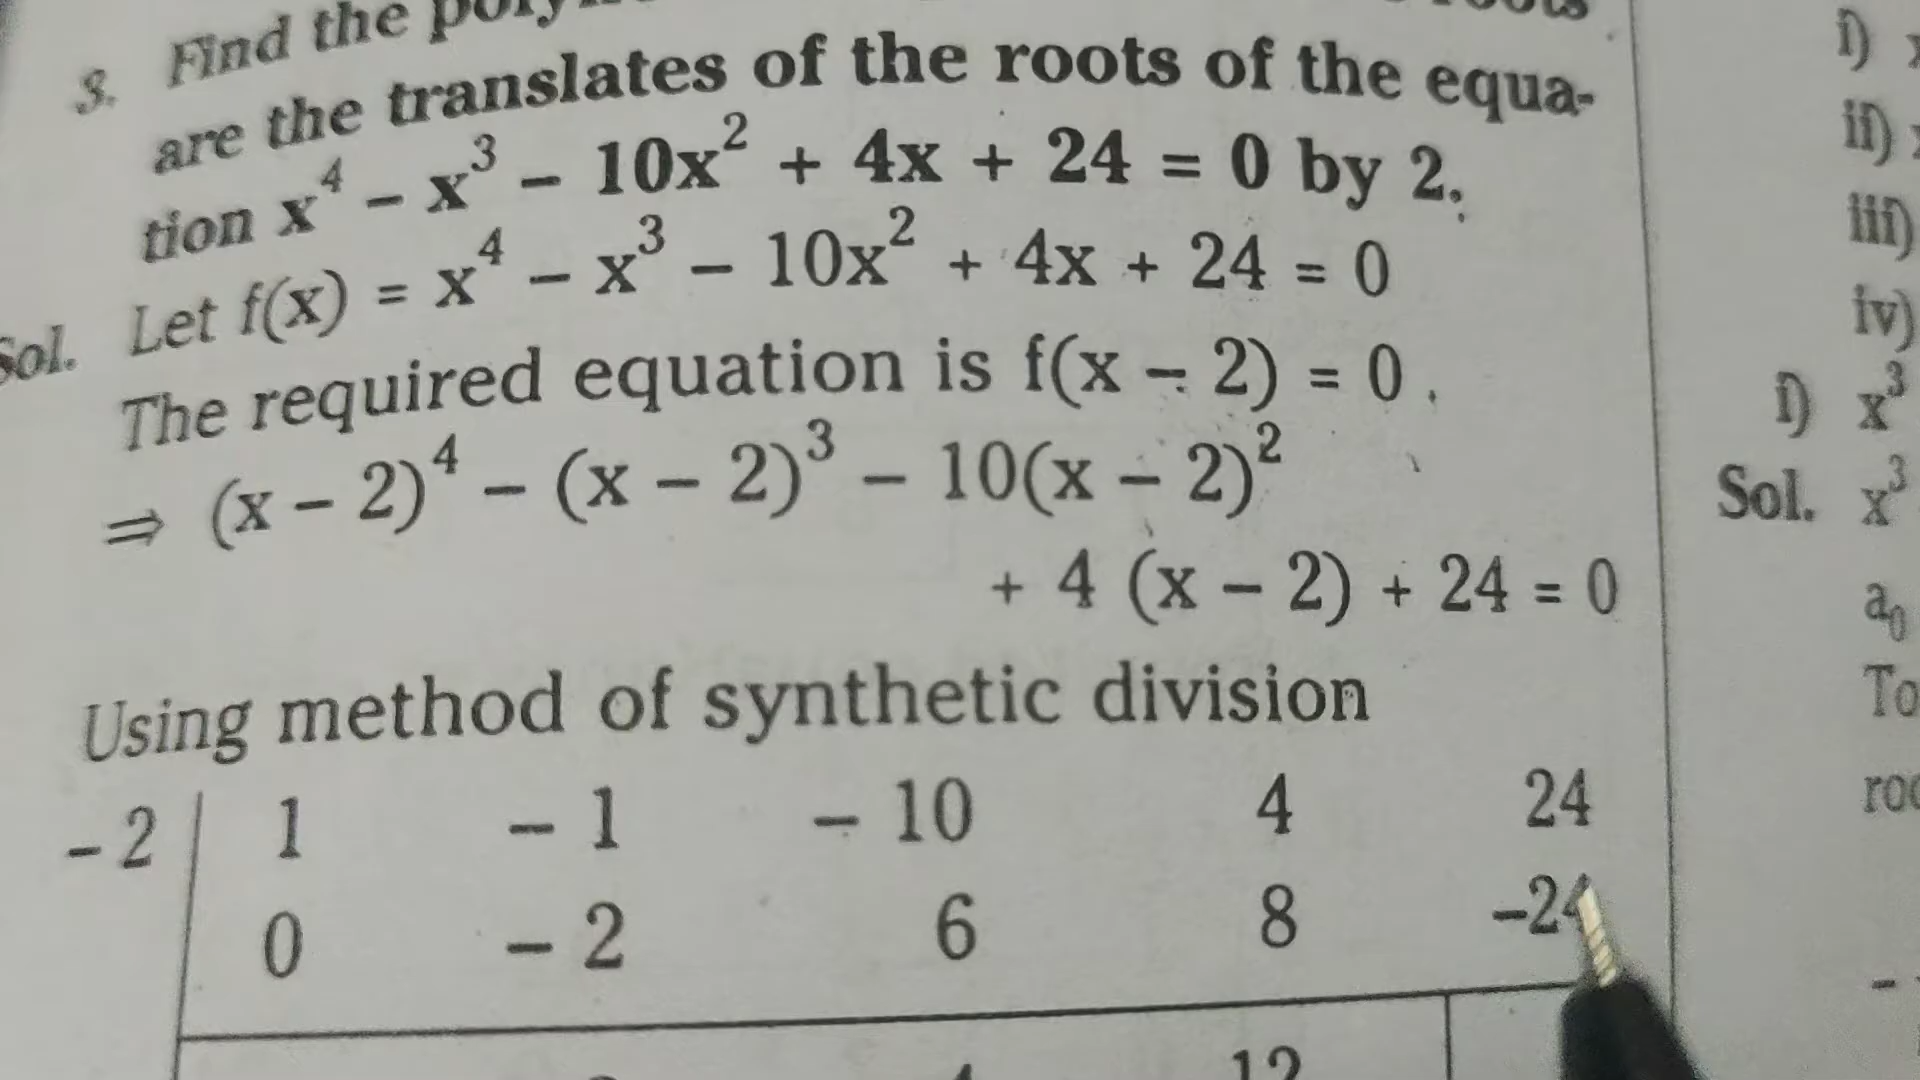 3. Find the
are the translates of the roots of the equa-
tion x⁴ – x³ – 10x² + 4x + 24 = 0 by 2.
Sol. Let f(x) = x⁴ – x³ – 10x² + 4x + 24 = 0
The required equation is f(x – 2) = 0 .
⇒ (x – 2)⁴ – (x – 2)³ – 10(x – 2)²
+ 4 (x – 2) + 24 = 0
Using method of synthetic division
– 2 | 1 – 1 – 10 4 24
0 – 2 6 8 –24
12
i)
ii)
iii)
iv)
i) x³
Sol. x³
a₀
To